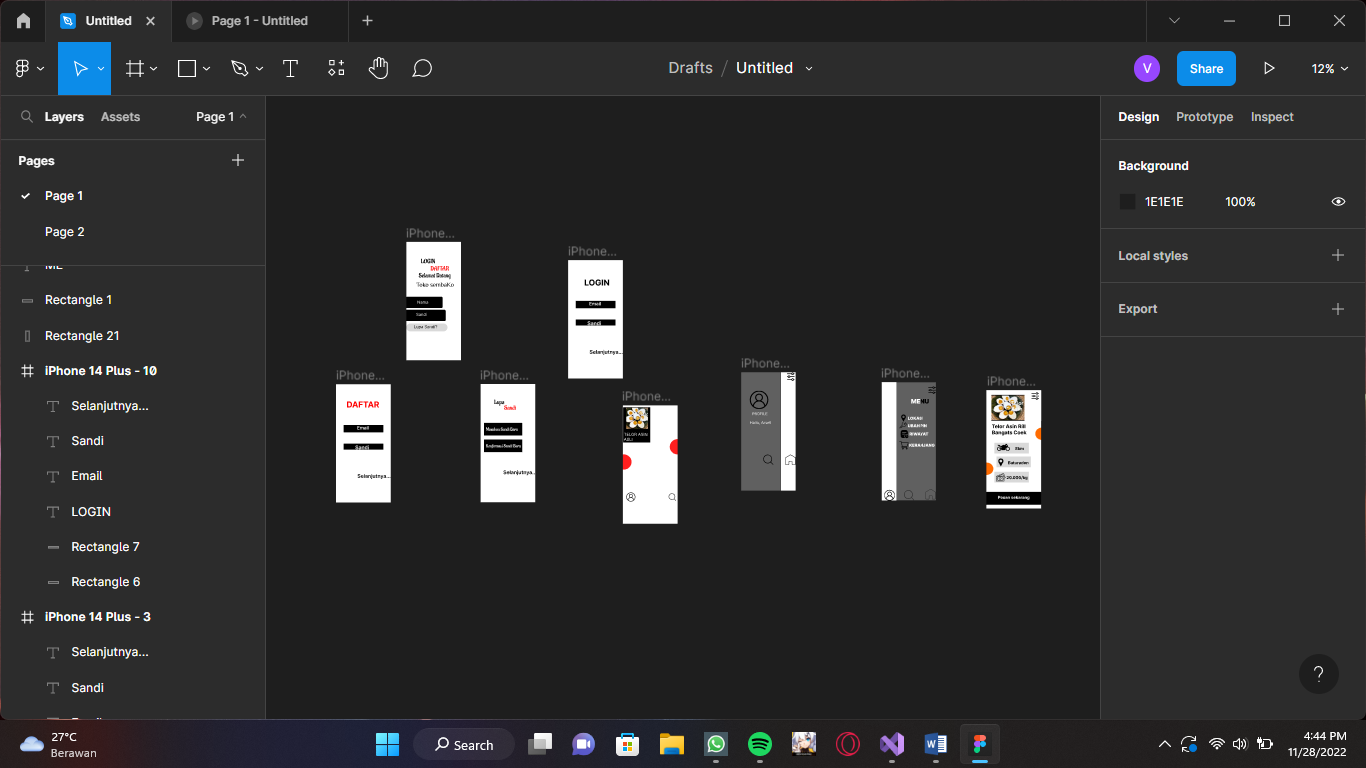 Untitled
Page 1 - Untitled
Drafts / Untitled
V
Share
12%
Layers
Assets
Page 1
Design
Prototype
Inspect
Pages
Page 1
Page 2
ME
Rectangle 1
Rectangle 21
iPhone 14 Plus - 10
Selanjutnya...
Sandi
Email
LOGIN
Rectangle 7
Rectangle 6
iPhone 14 Plus - 3
Selanjutnya...
Sandi
Background
1E1E1E
100%
Local styles
Export
iPhone...
LOGIN
DAFTAR
Selamat Datang
Toko sembako
Nama
Sandi
Lupa Sandi?
iPhone...
LOGIN
Email
Sandi
Selanjutnya...
iPhone...
DAFTAR
Email
Sandi
Selanjutnya...
iPhone...
Lupa
Sandi
Masukan Sandi Baru
Konfirmasi Sandi Baru
Selanjutnya...
iPhone...
TELOR ASIN
ASLI
iPhone...
PROFILE
Hallo, Anell!
iPhone...
MENU
LOKASI
UBAH PIN
RIWAYAT
KERANJANG
iPhone...
Telor Asin Rill
Bangats Coek
Baturaden
20.000/kg
Pesan sekarang
?
27°C
Berawan
Search
4:44 PM
11/28/2022